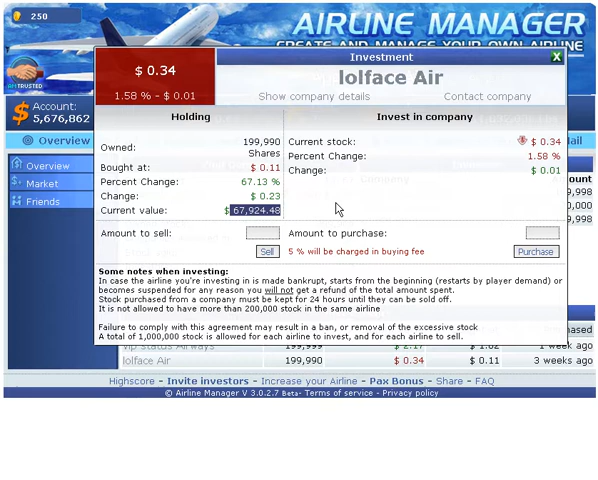 250
AIRLINE MANAGER
CREATE AND MANAGE YOUR OWN AIRLINE
TRUSTED
Account:
5,676,862
Investment
X
$ 0.34
1.58 % - $ 0.01
lolface Air
Show company details
Contact company
Holding
Invest in company
Owned:
199,990
Shares
Bought at:
$ 0.11
Percent Change:
67.13 %
Change:
$ 0.23
Current value:
$ 67,924.48
Current stock:
$ 0.34
Percent Change:
1.58 %
Change:
$ 0.01
Amount to sell:
Sell
Amount to purchase:
5 % will be charged in buying fee
Purchase
Some notes when investing:
In case the airline you're investing in is made bankrupt, starts from the beginning (restarts by player demand) or
becomes suspended for any reason you will not get a refund of the total amount spent.
Stock purchased from a company must be kept for 24 hours until they can be sold off.
It is not allowed to have more than 200,000 stock in the same airline
Failure to comply with this agreement may result in a ban, or removal of the excessive stock
A total of 1,000,000 stock is allowed for each airline to invest, and for each airline to sell.
Overview
Overview
Market
Friends
1 week ago
lolface Air
199,990
$ 0.34
$ 0.11
3 weeks ago
Highscore - Invite investors - Increase your Airline - Pax Bonus - Share - FAQ
© Airline Manager V 3.0.2.7 Beta- Terms of service - Privacy policy